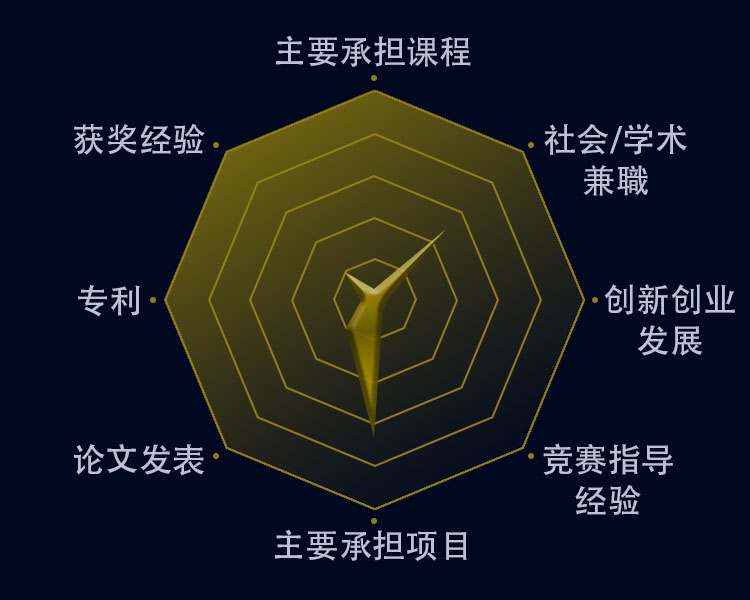 主要承担课程
获奖经验
社会/学术
兼職
专利
创新创业
发展
论文发表
竞赛指导
经验
主要承担项目